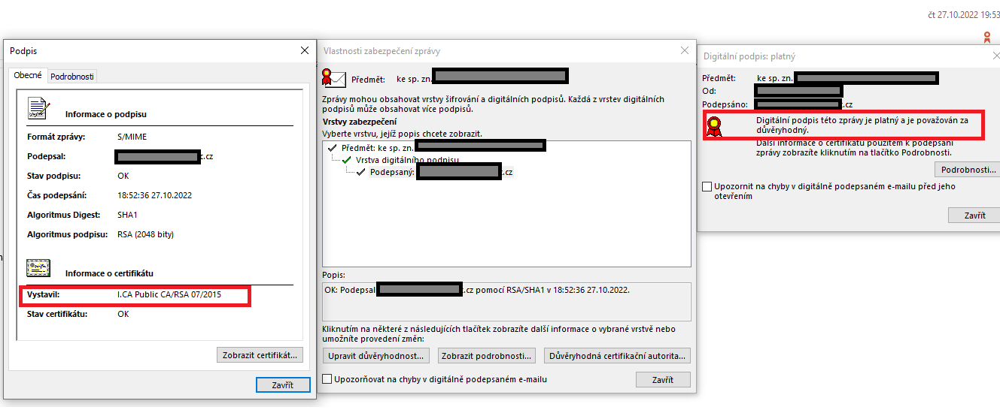 čt 27.10.2022 19:53
Podpis
Obecné
Podrobnosti
Informace o podpisu
Formát zprávy: S/MIME
Podepsal: .cz
Stav podpisu: OK
Čas podepsání: 18:52:36 27.10.2022
Algoritmus Digest: SHA1
Algoritmus podpisu: RSA (2048 bity)
Informace o certifikátu
Vystavil: I.CA Public CA/RSA 07/2015
Stav certifikátu: OK
Zobrazit certifikát...
Zavřít
Vlastnosti zabezpečení zprávy
Předmět: ke sp. zn.
Zprávy mohou obsahovat vrstvy šifrování a digitálních podpisů. Každá z vrstev digitálních
podpisů může obsahovat více podpisů.
Vrstvy zabezpečení
Vyberte vrstvu, jejíž popis chcete zobrazit.
Předmět: ke sp. zn.
Vrstva digitálního podpisu
Podepsaný: .cz
Popis:
OK: Podepsal .cz pomocí RSA/SHA1 v 18:52:36 27.10.2022.
Kliknutím na některé z následujících tlačítek zobrazíte další informace o vybrané vrstvě nebo
umožníte provedení změn:
Upravit důvěryhodnost...
Zobrazit podrobnosti...
Důvěryhodná certifikační autorita...
Upozorňovat na chyby v digitálně podepsaném e-mailu
Zavřít
Digitální podpis: platný
Předmět: ke sp. zn.
Od:
Podepsáno: .cz
Digitální podpis této zprávy je platný a je považován za
důvěryhodný.
Další informace o certifikátu použitém k podepsání
zprávy zobrazíte kliknutím na tlačítko Podrobnosti.
Podrobnosti...
Upozornit na chyby v digitálně podepsaném e-mailu před jeho
otevřením
Zavřít